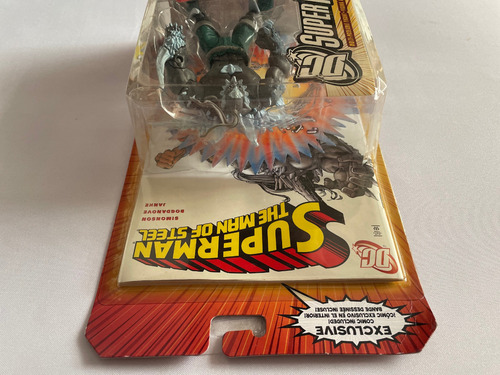 EXCLUSIVE
COMIC INCLUDED!
¡CÓMIC EXCLUSIVO EN EL INTERIOR!
BANDE DESSINÉE INCLUSE!
DC
SUPERMAN
THE MAN OF STEEL
SIMONSON
BOGDANOVE
JANKE
DC
SUPER